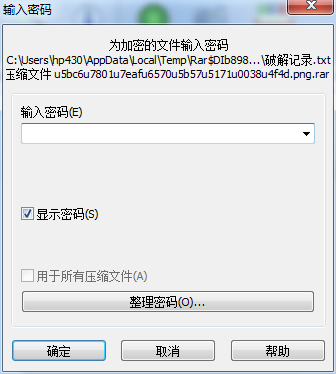 输入密码
为加密的文件输入密码
C:\Users\hp430\AppData\Local\Temp\Rar$DIb898...\破解记录.txt
压缩文件 u5bc6u7801u7eafu6570u5b57u5171u0038u4f4d.png.rar
输入密码(E)
显示密码(S)
用于所有压缩文件(A)
整理密码(O)...
确定
取消
帮助